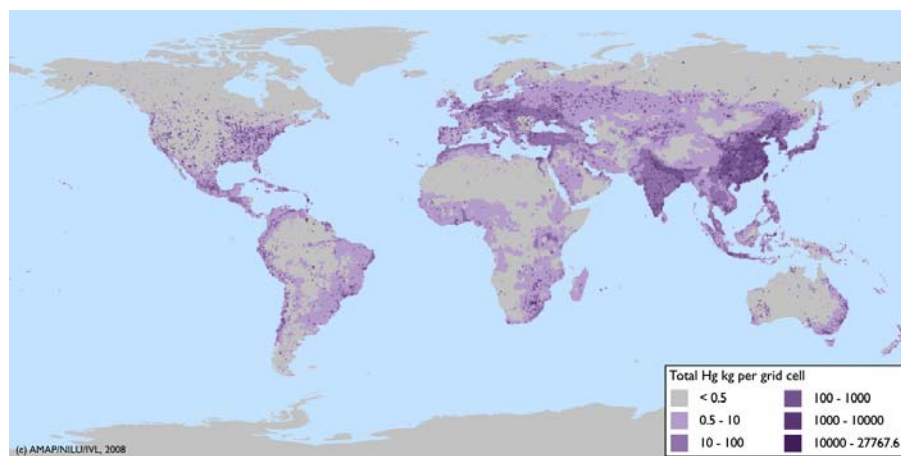 Total Hg kg per grid cell
< 0.5
0.5 - 10
10 - 100
100 - 1000
1000 - 10000
10000 - 27767.6
(c) AMAP/NILU/IVL, 2008